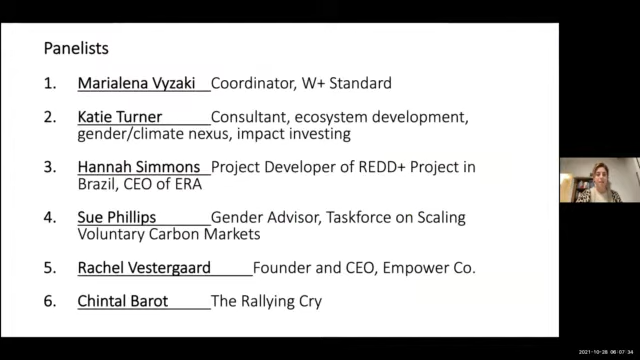 Panelists
1. Marialena Vyzaki Coordinator, W+ Standard
2. Katie Turner Consultant, ecosystem development,
gender/climate nexus, impact investing
3. Hannah Simmons Project Developer of REDD+ Project in
Brazil, CEO of ERA
4. Sue Phillips Gender Advisor, Taskforce on Scaling
Voluntary Carbon Markets
5. Rachel Vestergaard Founder and CEO, Empower Co.
6. Chintal Barot The Rallying Cry
2021-10-28 06:07:34